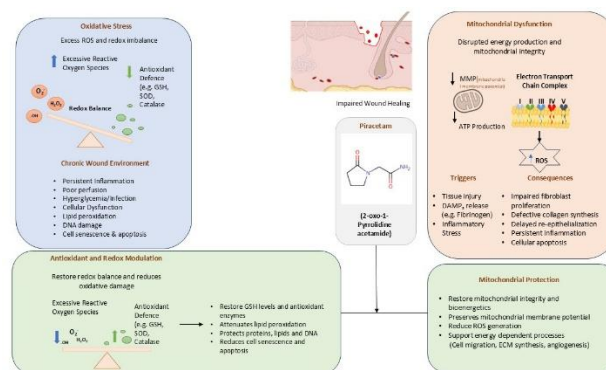 Oxidative Stress
Excess ROS and redox imbalance
Excessive Reactive
Oxygen Species
Antioxidant
Defence
(e.g. GSH,
SOD,
Catalase
O2-
H2O2
.OH
Redox Balance
Chronic Wound Environment
• Persistent Inflammation
• Poor perfusion
• Hyperglycemia/Infection
• Cellular Dysfunction
• Lipid peroxidation
• DNA damage
• Cell senescence & apoptosis
Impaired Wound Healing
Piracetam
O
N
NH2
O
(2-oxo-1-
Pyrrolidine
acetamide)
Mitochondrial Dysfunction
Disrupted energy production and
mitochondrial integrity
MMP(mitochondria
l membrane potential)
ATP Production
Electron Transport
Chain Complex
I II III IV V
ROS
Triggers
• Tissue injury
• DAMPs release
(e.g. Fibrinogen)
• Inflammatory
Stress
Consequences
• Impaired fibroblast
proliferation
• Defective collagen synthesis
• Delayed re-epithelialization
• Persistent Inflammation
• Cellular apoptosis
Antioxidant and Redox Modulation
Restore redox balance and reduces
oxidative damage
Excessive Reactive
Oxygen Species
Antioxidant
Defence
(e.g. GSH,
SOD,
Catalase
O2-
.OH
H2O2
• Restore GSH levels and antioxidant
enzymes
• Attenuates lipid peroxidation
• Protects proteins, lipids and DNA
• Reduces cell senescence and
apoptosis
Mitochondrial Protection
• Restore mitochondrial integrity and
bioenergetics
• Preserves mitochondrial membrane potential
• Reduce ROS generation
• Support energy dependent processes
(Cell migration, ECM synthesis, angiogenesis)